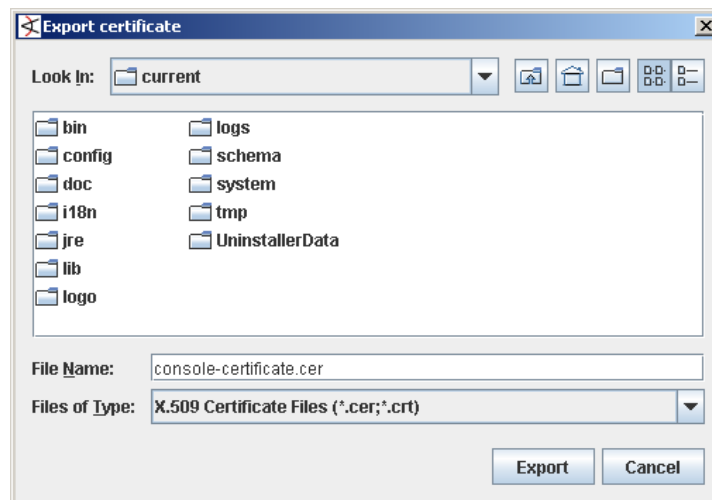 Export certificate
Look In: current
bin
config
doc
i18n
jre
lib
logo
logs
schema
system
tmp
UninstallerData
File Name: console-certificate.cer
Files of Type: X.509 Certificate Files (*.cer;*.crt)
Export Cancel